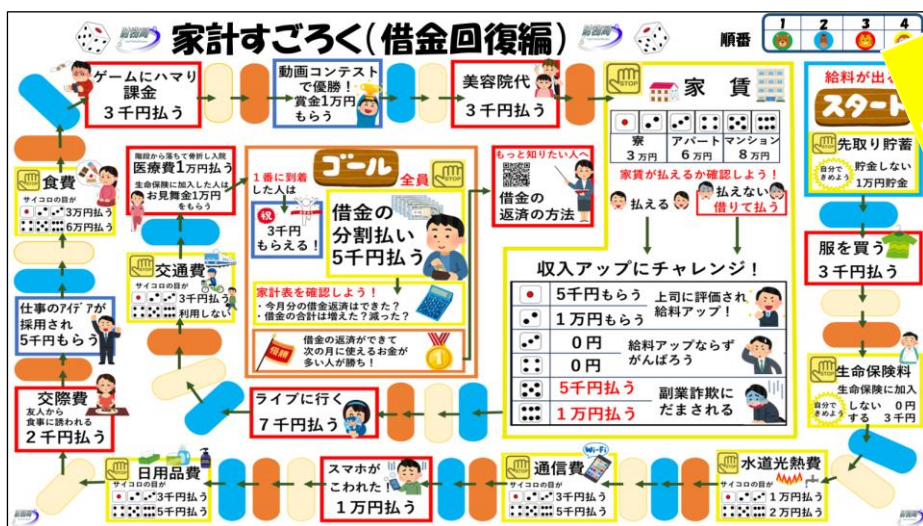 家計すごろく(借金回復編)
順番
1 2 3 4
給料が出る
スタート
STOP
先取り貯蓄
自分で
きめよう
貯金しない
1万円貯金
服を買う
3千円払う
STOP
生命保険料
生命保険に加入
自分で
きめよう
しない 0円
する 3千円
STOP
水道光熱費
サイコロの目が
1万円払う
2万円払う
STOP
通信費
Wi-Fi
サイコロの目が
3千円払う
5千円払う
スマホが
こわれた!
1万円払う
STOP
日用品費
サイコロの目が
3千円払う
5千円払う
交際費
友人から
食事に誘われる
2千円払う
仕事のアイデアが
採用され
5千円もらう
STOP
食費
サイコロの目が
3万円払う
6万円払う
ゲームにハマり
課金
3千円払う
動画コンテスト
で優勝!
賞金1万円
もらう
美容院代
3千円払う
STOP
家賃
寮
3万円
アパート
6万円
マンション
8万円
家賃が払えるか確認しよう!
払える
払えない
借りて払う
収入アップにチャレンジ!
5千円もらう
1万円もらう
上司に評価され
給料アップ!
0円
0円
給料アップならず
がんばろう
5千円払う
1万円払う
副業詐欺に
だまされる
ライブに行く
7千円払う
STOP
交通費
サイコロの目が
3千円払う
利用しない
階段から落ちて骨折し入院
医療費1万円払う
生命保険に加入した人は
お見舞金1万円
をもらう
ゴール
1番に到着
した人は
祝
3千円
もらえる!
全員
STOP
借金の
分割払い
5千円払う
家計表を確認しよう!
・今月分の借金返済はできた?
・借金の合計は増えた?減った?
優勝
借金の返済ができて
次の月に使えるお金が
多い人が勝ち!
もっと知りたい人へ
借金の
返済の方法